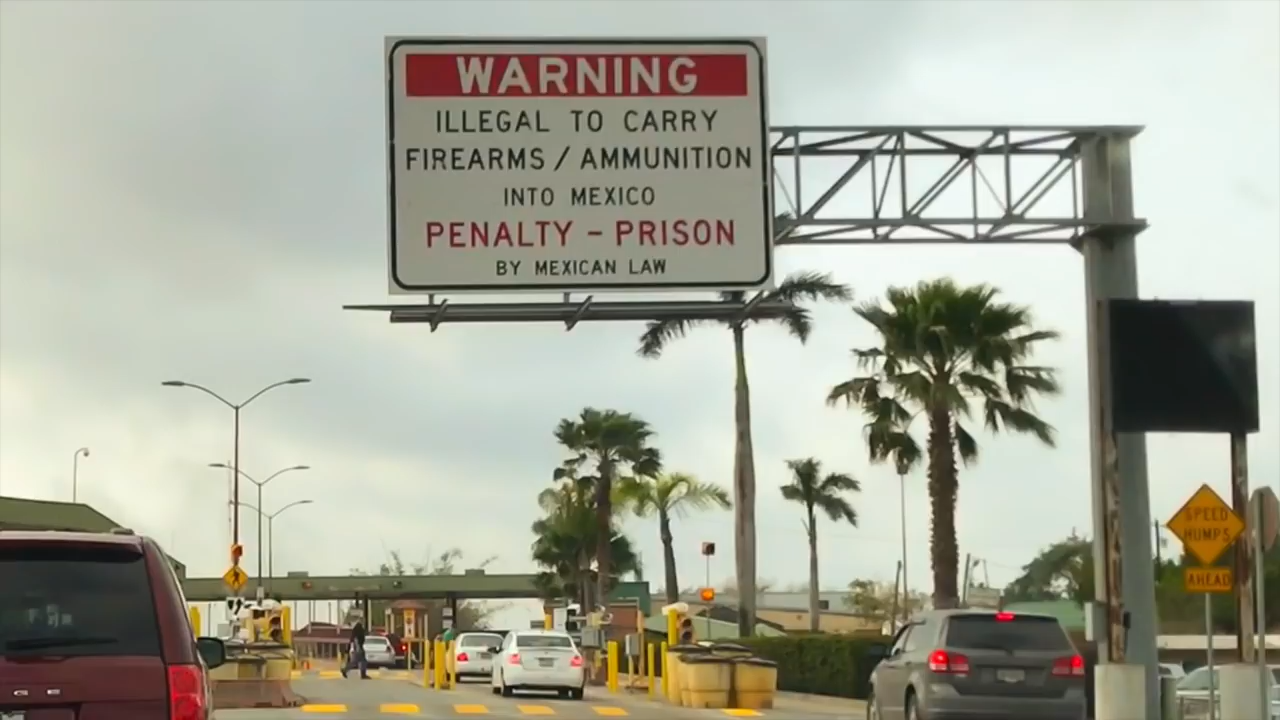 WARNING
ILLEGAL TO CARRY
FIREARMS / AMMUNITION
INTO MEXICO
PENALTY - PRISON
BY MEXICAN LAW
SPEED
HUMPS
AHEAD